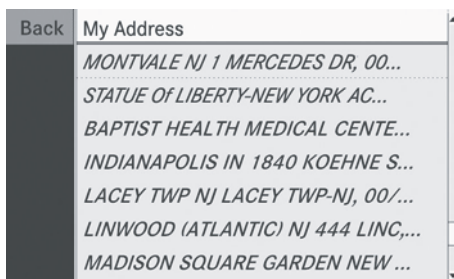 Back My Address
MONTVALE NJ 1 MERCEDES DR, 00...
STATUE Of LIBERTY-NEW YORK AC...
BAPTIST HEALTH MEDICAL CENTE...
INDIANAPOLIS IN 1840 KOEHNE S...
LACEY TWP NJ LACEY TWP-NJ, 00/...
LINWOOD (ATLANTIC) NJ 444 LINC,...
MADISON SQUARE GARDEN NEW ...